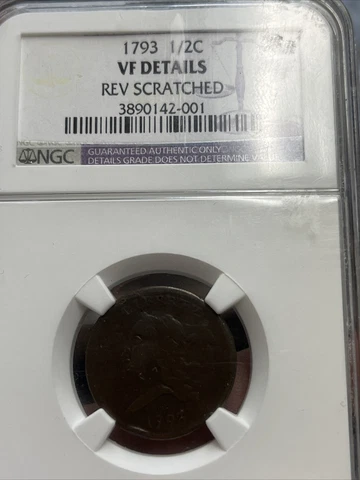 1793 1/2C
VF DETAILS
REV SCRATCHED
3890142-001
NGC
GUARANTEED AUTHENTIC ONLY.
DETAILS GRADE DOES NOT DETERMINE